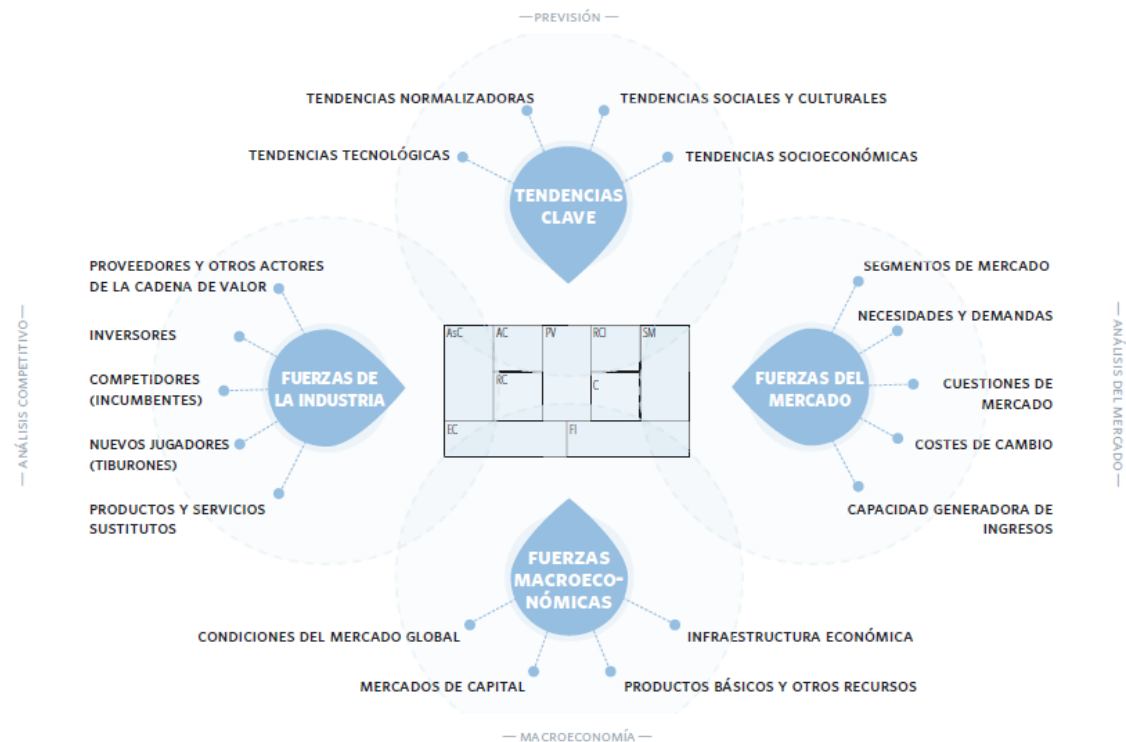 —PREVISIÓN —
TENDENCIAS NORMALIZADORAS
TENDENCIAS SOCIALES Y CULTURALES
TENDENCIAS TECNOLÓGICAS
TENDENCIAS SOCIOECONÓMICAS
TENDENCIAS
CLAVE
— ANÁLISIS COMPETITIVO—
PROVEEDORES Y OTROS ACTORES
DE LA CADENA DE VALOR
INVERSORES
COMPETIDORES
(INCUMBENTES)
NUEVOS JUGADORES
(TIBURONES)
PRODUCTOS Y SERVICIOS
SUSTITUTOS
FUERZAS DE
LA INDUSTRIA
AsC
AC
PV
RCl
SM
RC
C
EC
FI
FUERZAS DEL
MERCADO
SEGMENTOS DE MERCADO
NECESIDADES Y DEMANDAS
CUESTIONES DE
MERCADO
COSTES DE CAMBIO
CAPACIDAD GENERADORA DE
INGRESOS
— ANÁLISIS DEL MERCADO —
FUERZAS
MACROECO-
NÓMICAS
CONDICIONES DEL MERCADO GLOBAL
INFRAESTRUCTURA ECONÓMICA
MERCADOS DE CAPITAL
PRODUCTOS BÁSICOS Y OTROS RECURSOS
— MACROECONOMÍA —